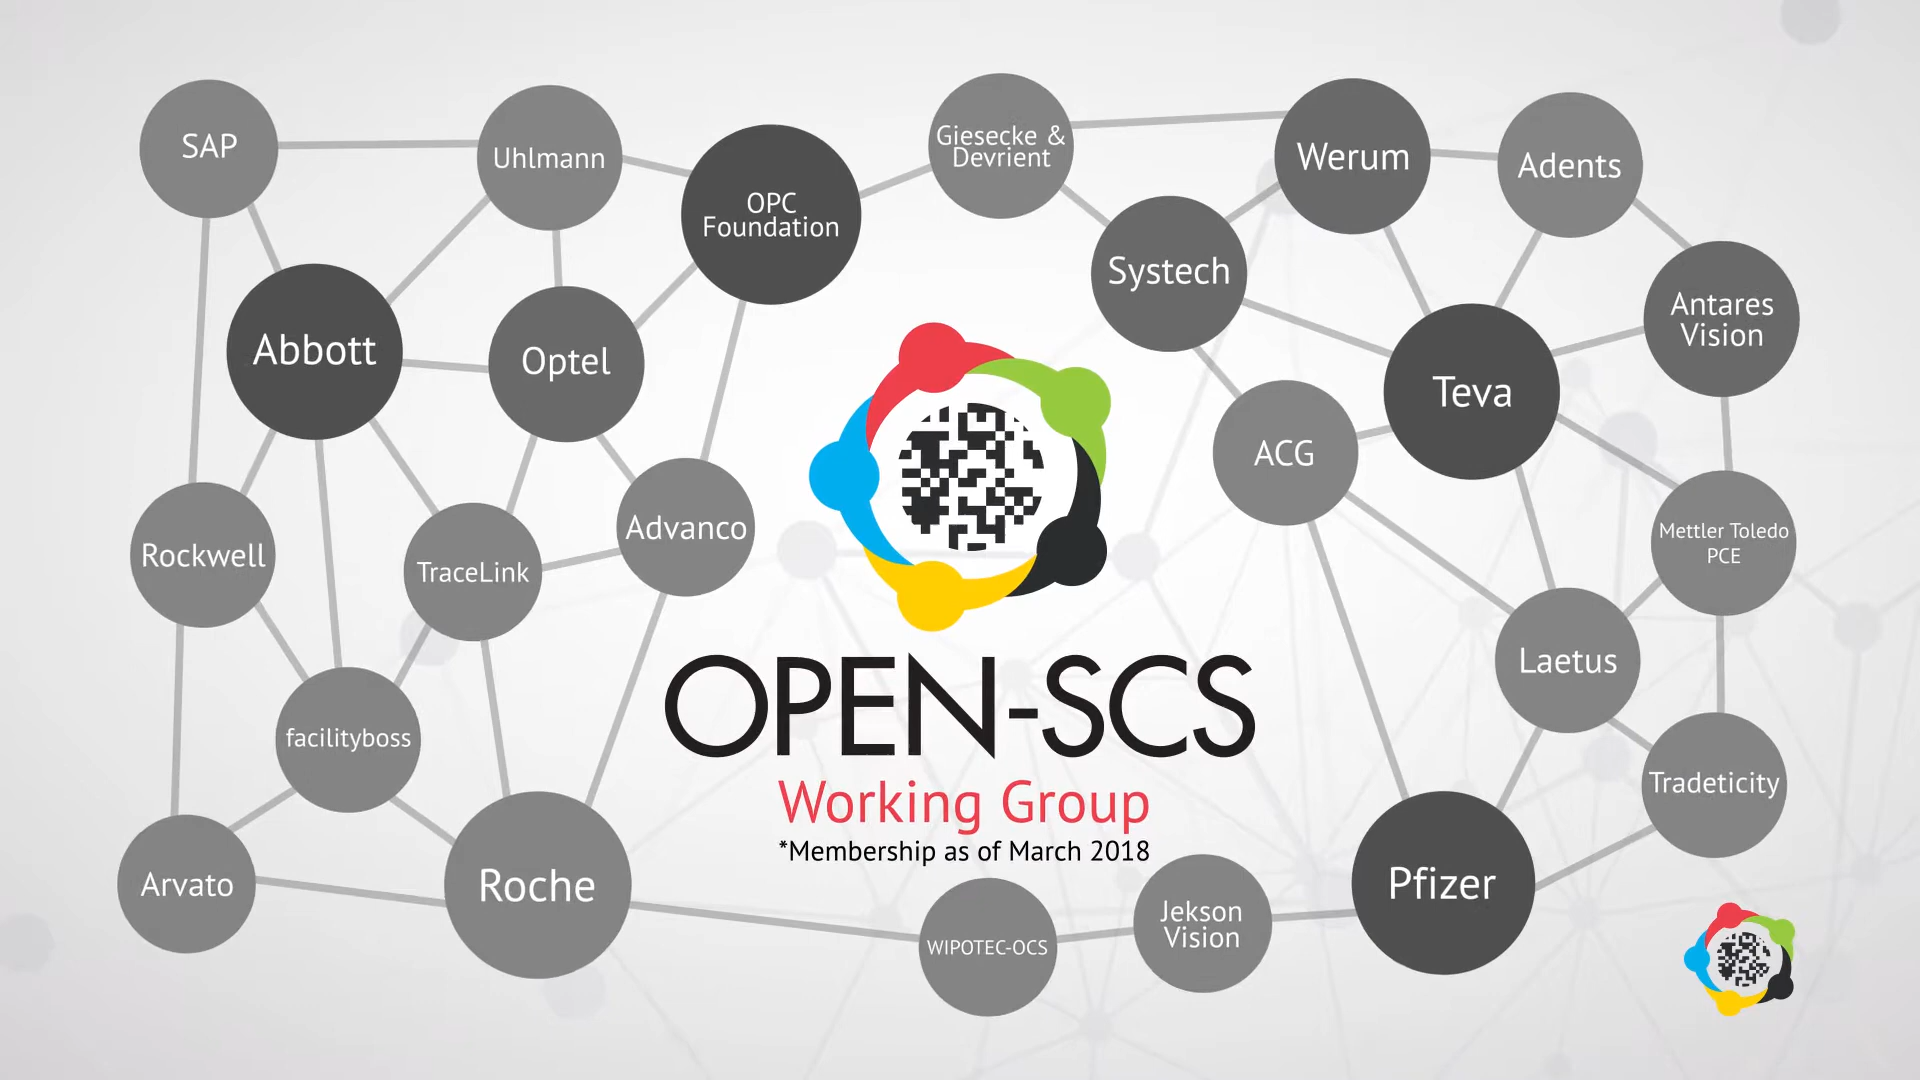 SAP
Uhlmann
OPC
Foundation
Giesecke &
Devrient
Werum
Adents
Systech
Antares
Vision
Abbott
Optel
Teva
ACG
Rockwell
TraceLink
Advanco
Mettler Toledo
PCE
Laetus
facilityboss
OPEN-SCS
Working Group
*Membership as of March 2018
Tradeticity
Arvato
Roche
WIPOTEC-OCS
Jekson
Vision
Pfizer